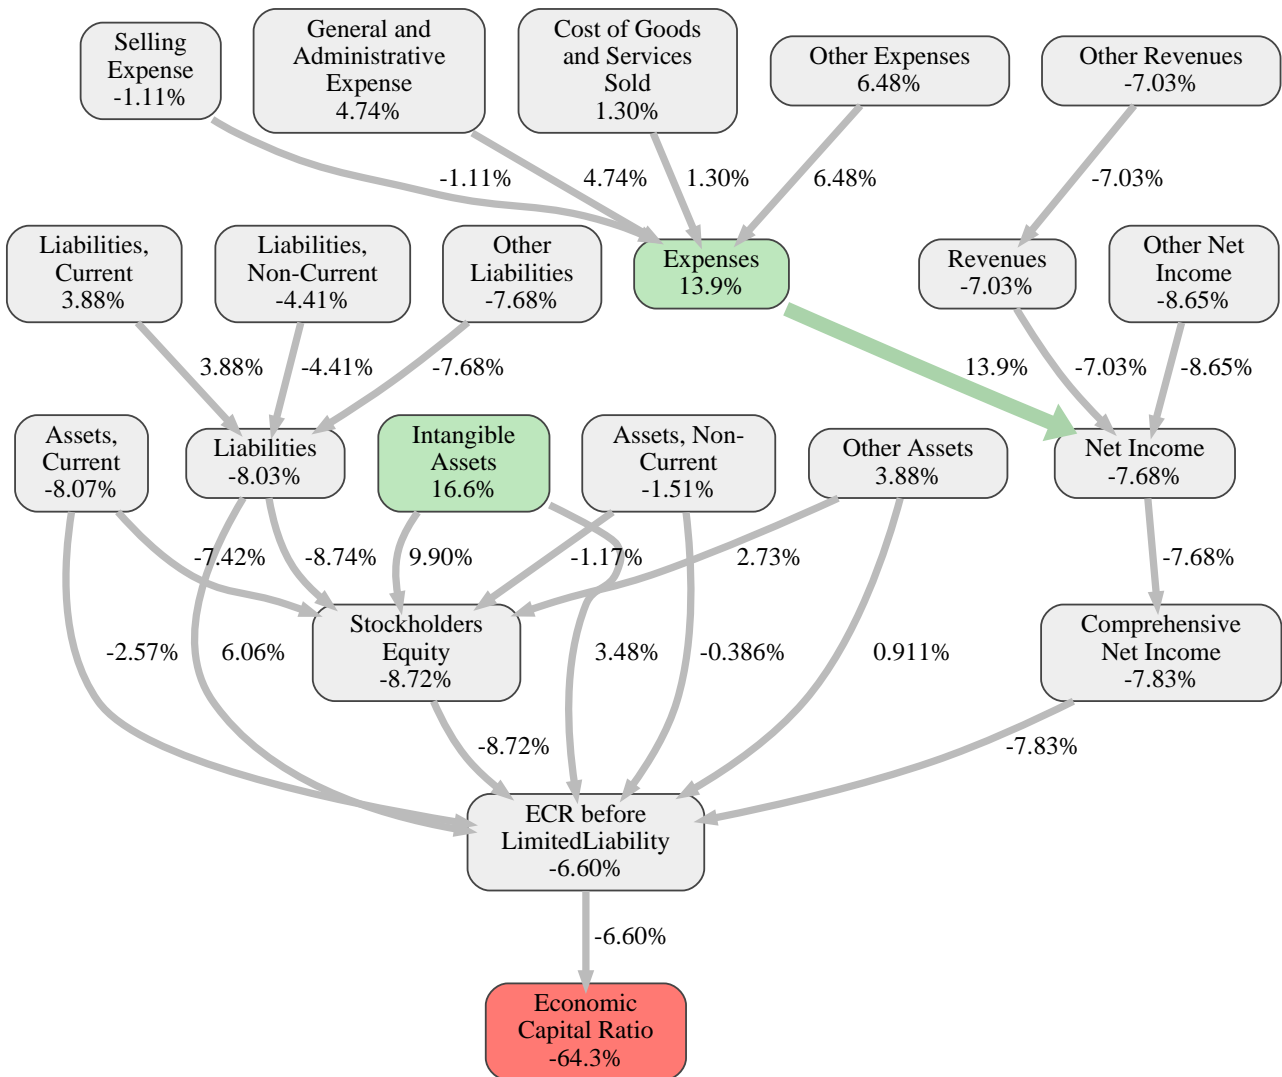 Selling
Expense
-1.11%
General and
Administrative
Expense
4.74%
Cost of Goods
and Services
Sold
1.30%
Other Expenses
6.48%
Other Revenues
-7.03%
-1.11%
4.74%
1.30%
6.48%
-7.03%
Liabilities,
Current
3.88%
Liabilities,
Non-Current
-4.41%
Other
Liabilities
-7.68%
Expenses
13.9%
Revenues
-7.03%
Other Net
Income
-8.65%
3.88%
-4.41%
-7.68%
13.9%
-7.03%
-8.65%
Assets,
Current
-8.07%
Liabilities
-8.03%
Intangible
Assets
16.6%
Assets, Non-
Current
-1.51%
Other Assets
3.88%
Net Income
-7.68%
-7.42%
-8.74%
9.90%
-1.17%
2.73%
-7.68%
-2.57%
6.06%
Stockholders
Equity
-8.72%
3.48%
-0.386%
0.911%
Comprehensive
Net Income
-7.83%
-8.72%
-7.83%
ECR before
LimitedLiability
-6.60%
-6.60%
Economic
Capital Ratio
-64.3%